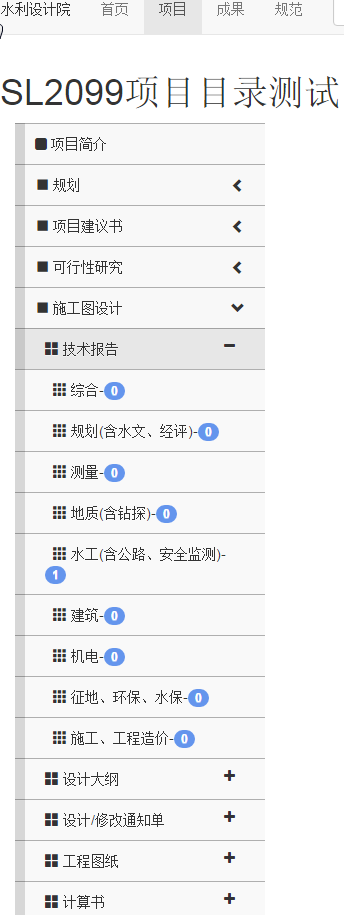 水利设计院 首页 项目 成果 规范
)
SL2099项目目录测试
项目简介
规划
项目建议书
可行性研究
施工图设计
技术报告
综合-0
规划(含水文、经评)-0
测量-0
地质(含钻探)-0
水工(含公路、安全监测)-
1
建筑-0
机电-0
征地、环保、水保-0
施工、工程造价-0
设计大纲
设计/修改通知单
工程图纸
计算书